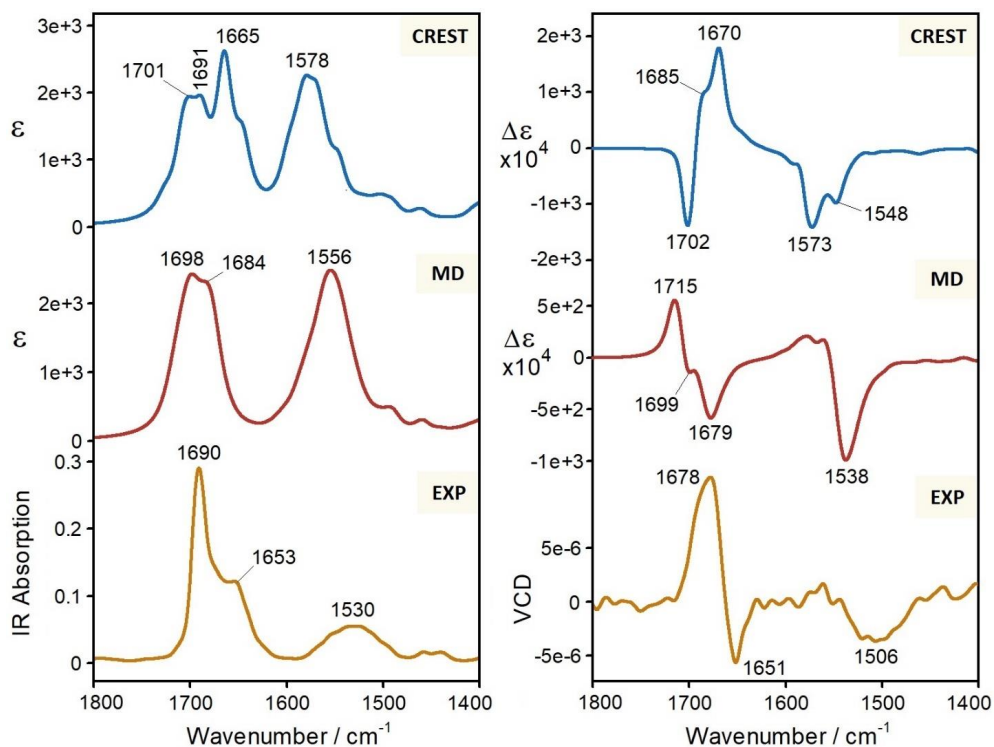 3e+3
2e+3
1e+3
0
ε
1701
1691
1665
1578
CREST
2e+3
1e+3
0
ε
1698
1684
1556
MD
0.3
0.2
0.1
0
IR Absorption
1690
1653
1530
EXP
1800
1700
1600
1500
1400
Wavenumber / cm⁻¹
2e+3
1e+3
0
-1e+3
-2e+3
Δε
x10⁴
1670
1685
1702
1573
1548
CREST
5e+2
0
-5e+2
-1e+3
Δε
x10⁴
1715
1699
1679
1538
MD
5e-6
0
-5e-6
VCD
1678
1651
1506
EXP
1800
1700
1600
1500
1400
Wavenumber / cm⁻¹